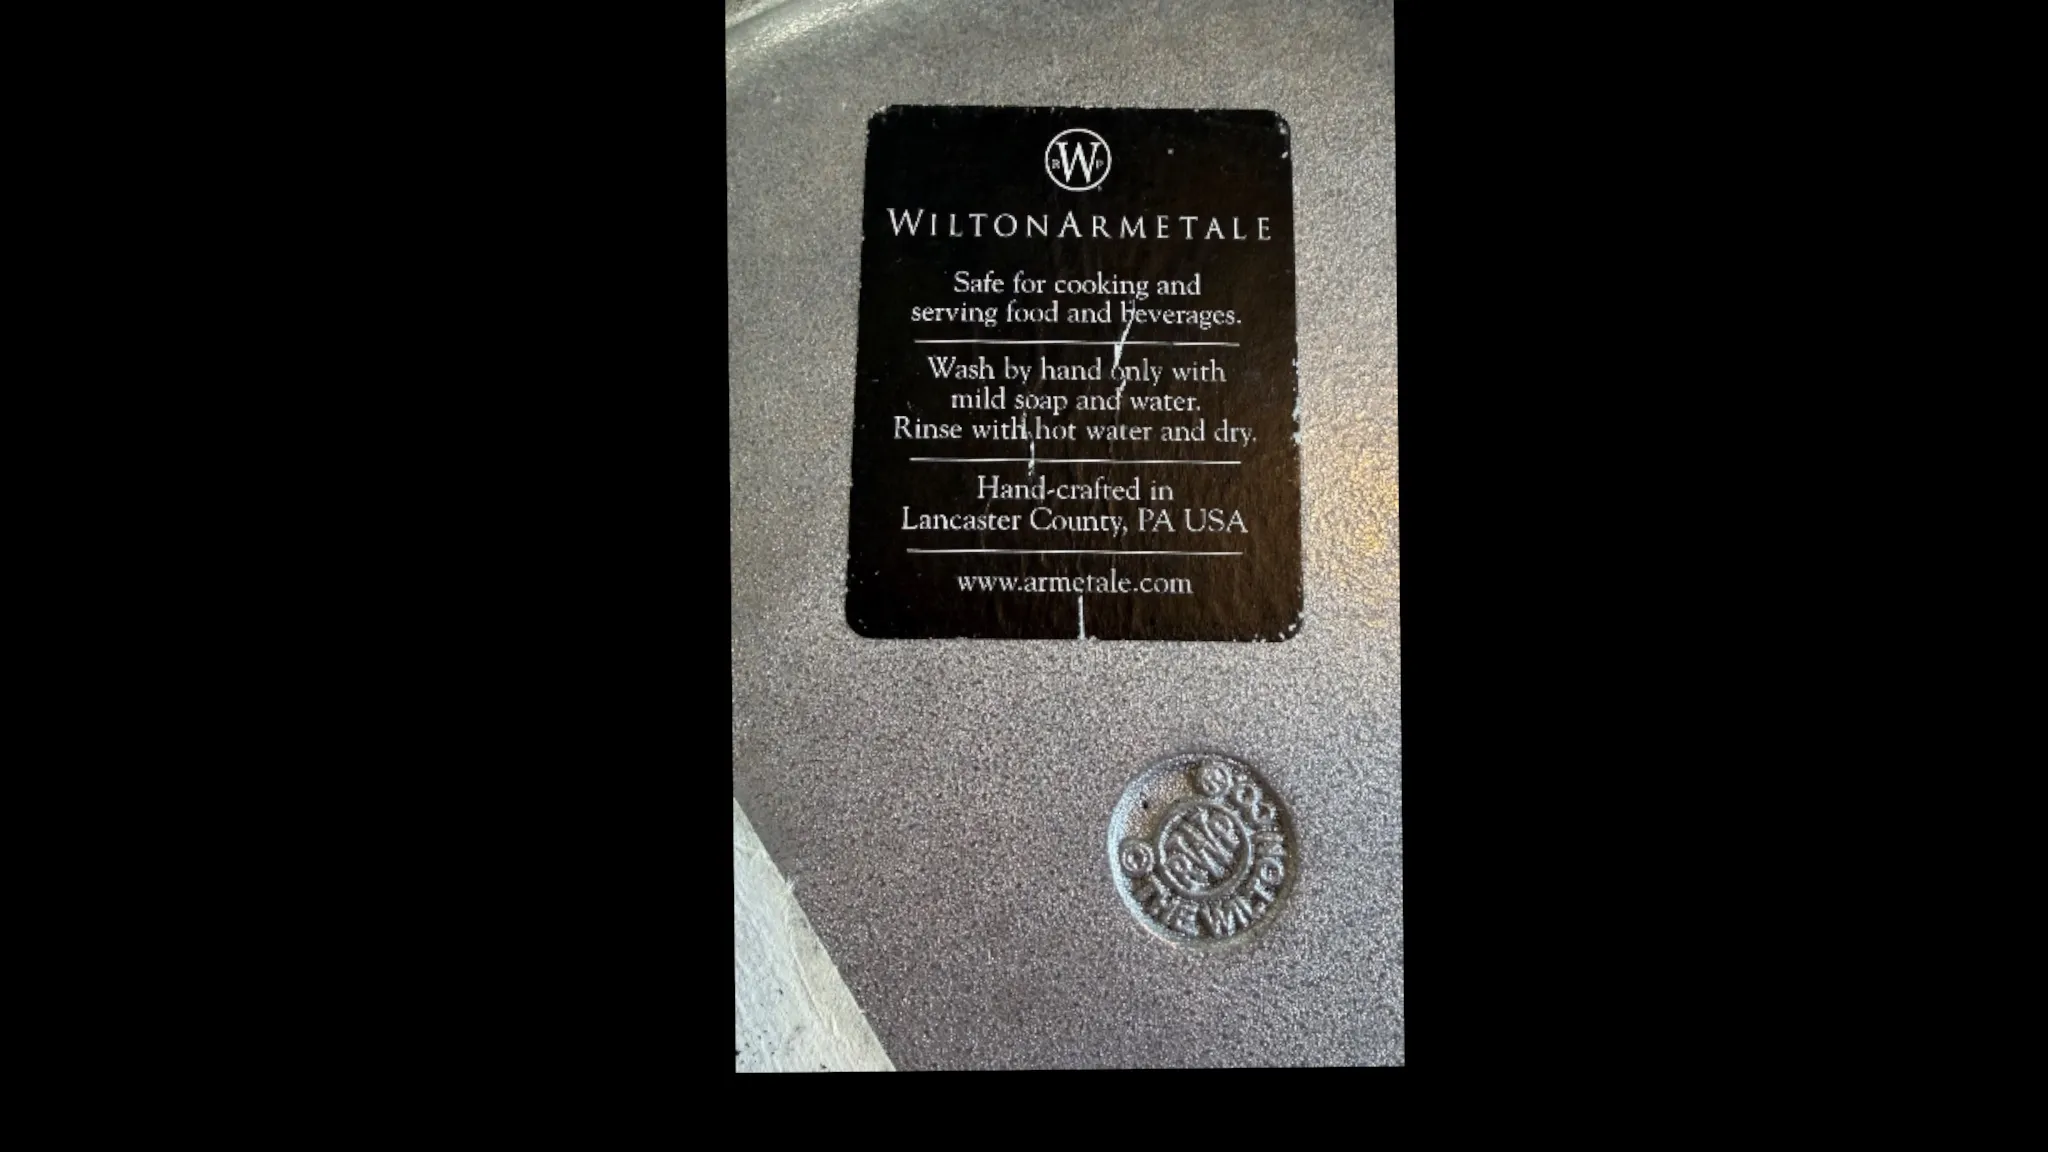 R W P
WILTONARMETALE
Safe for cooking and
serving food and beverages.
Wash by hand only with
mild soap and water.
Rinse with hot water and dry.
Hand-crafted in
Lancaster County, PA USA
www.armetale.com
© THE WILTON CO. ®
RWP